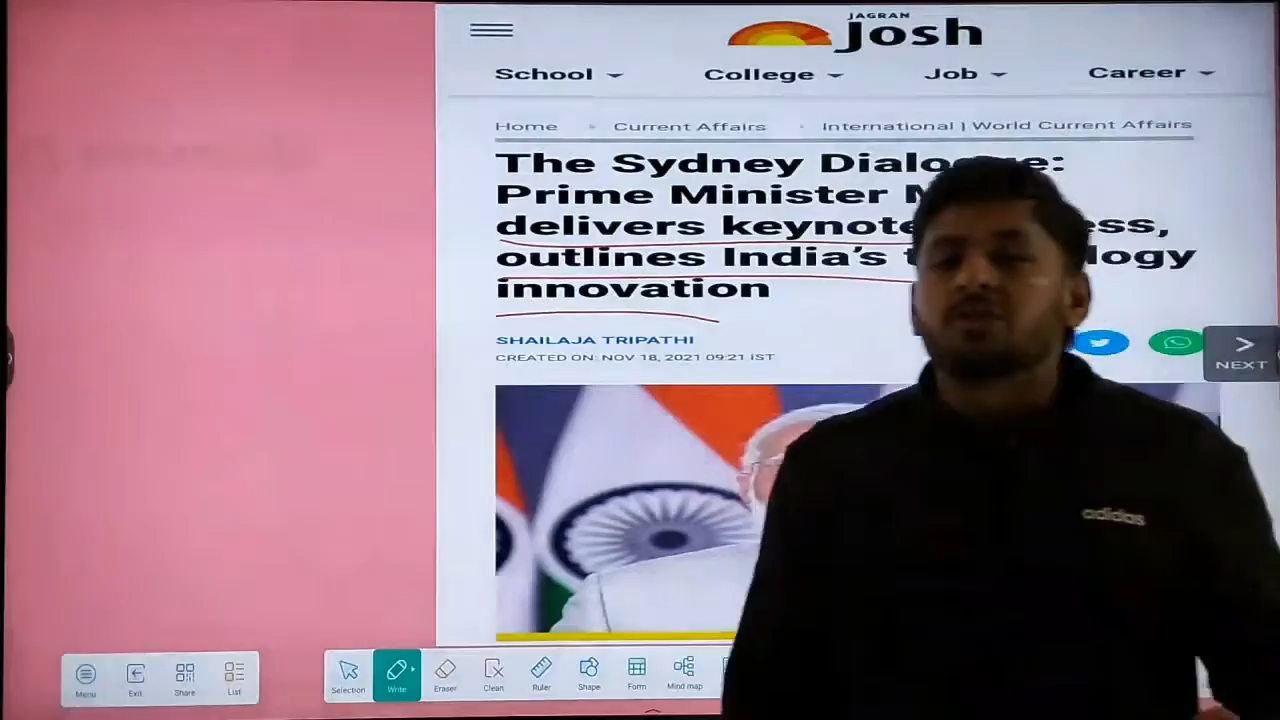 JAGRAN
Josh
School College Job Career
Home Current Affairs International | World Current Affairs
The Sydney
Prime Minister
delivers keynote ess,
outlines India's logy
innovation
SHAILAJA TRIPATHI
CREATED ON: NOV 18, 2021 09:21 IST
NEXT
adidas
Menu Exit Share List Selection Write Eraser Clean Ruler Shape Form Mind map